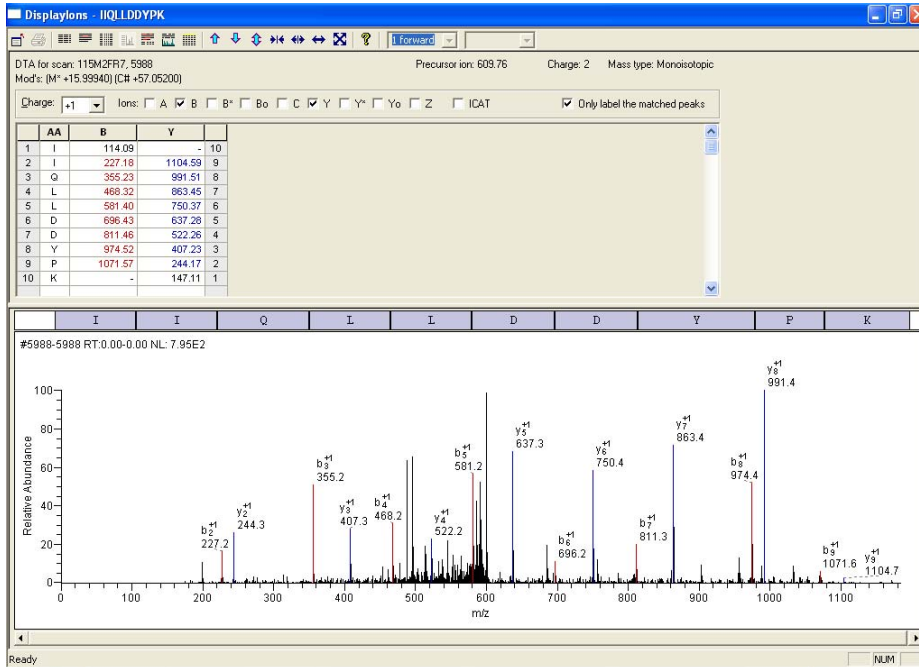 DisplayIons - IIQLLDDYPK
1 forward
DTA for scan: 115M2FR7, 5988 Precursor ion: 609.76 Charge: 2 Mass type: Monoisotopic
Mod's: (M* +15.99940) (C# +57.05200)
Charge: +1 Ions: A B B* Bo C Y Y* Yo Z ICAT Only label the matched peaks
AA B Y
1 I 114.09 - 10
2 I 227.18 1104.59 9
3 Q 355.23 991.51 8
4 L 468.32 863.45 7
5 L 581.40 750.37 6
6 D 696.43 637.28 5
7 D 811.46 522.26 4
8 Y 974.52 407.23 3
9 P 1071.57 244.17 2
10 K - 147.11 1
I I Q L L D D Y P K
#5988-5988 RT:0.00-0.00 NL: 7.95E2
Relative Abundance
100
80
60
40
20
0
b2+1
227.2
y2+1
244.3
b3+1
355.2
y3+1
407.3
b4+1
468.2
y4+1
522.2
b5+1
581.2
y5+1
637.3
b6+1
696.2
y6+1
750.4
b7+1
811.3
y7+1
863.4
b8+1
974.4
y8+1
991.4
b9+1
1071.6
y9+1
1104.7
0 100 200 300 400 500 600 700 800 900 1000 1100
m/z
Ready NUM